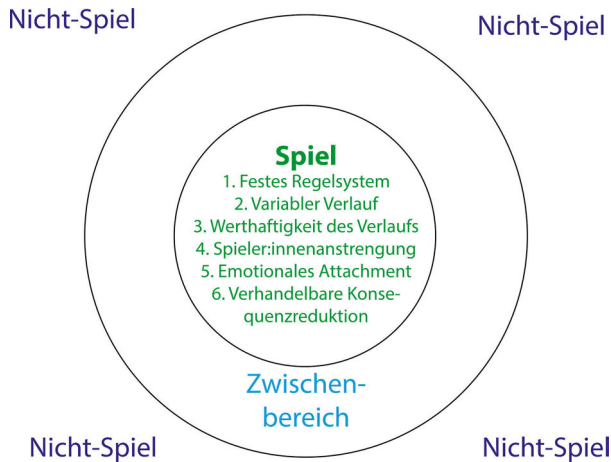 Nicht-Spiel
Nicht-Spiel
Spiel
1. Festes Regelsystem
2. Variabler Verlauf
3. Werthaftigkeit des Verlaufs
4. Spieler:innenanstrengung
5. Emotionales Attachment
6. Verhandelbare Konse-
quenzreduktion
Zwischen-
bereich
Nicht-Spiel
Nicht-Spiel